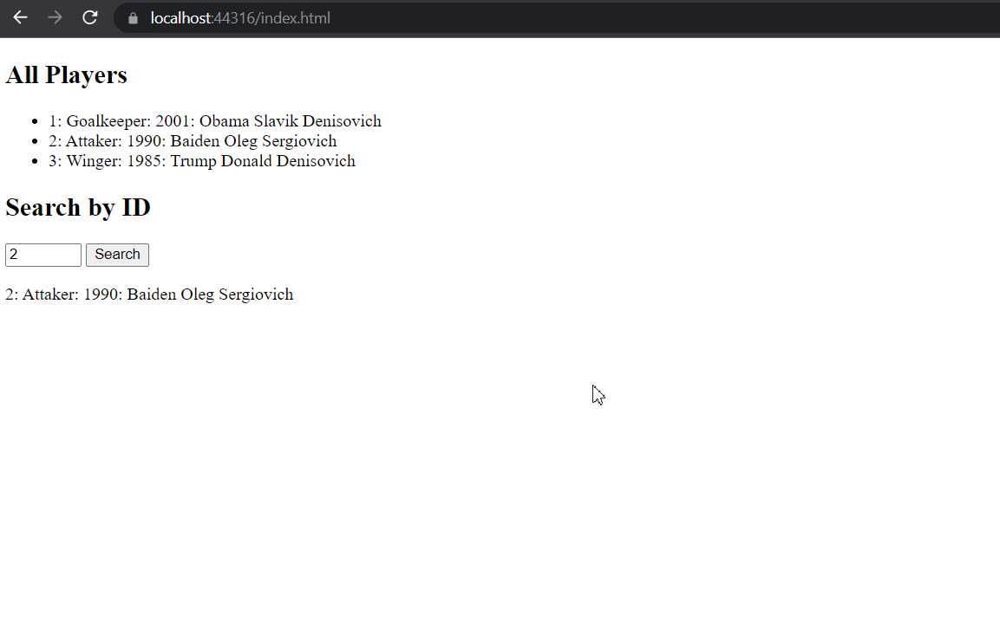 localhost:44316/index.html
All Players
1: Goalkeeper: 2001: Obama Slavik Denisovich
2: Attaker: 1990: Baiden Oleg Sergiovich
3: Winger: 1985: Trump Donald Denisovich
Search by ID
2 Search
2: Attaker: 1990: Baiden Oleg Sergiovich